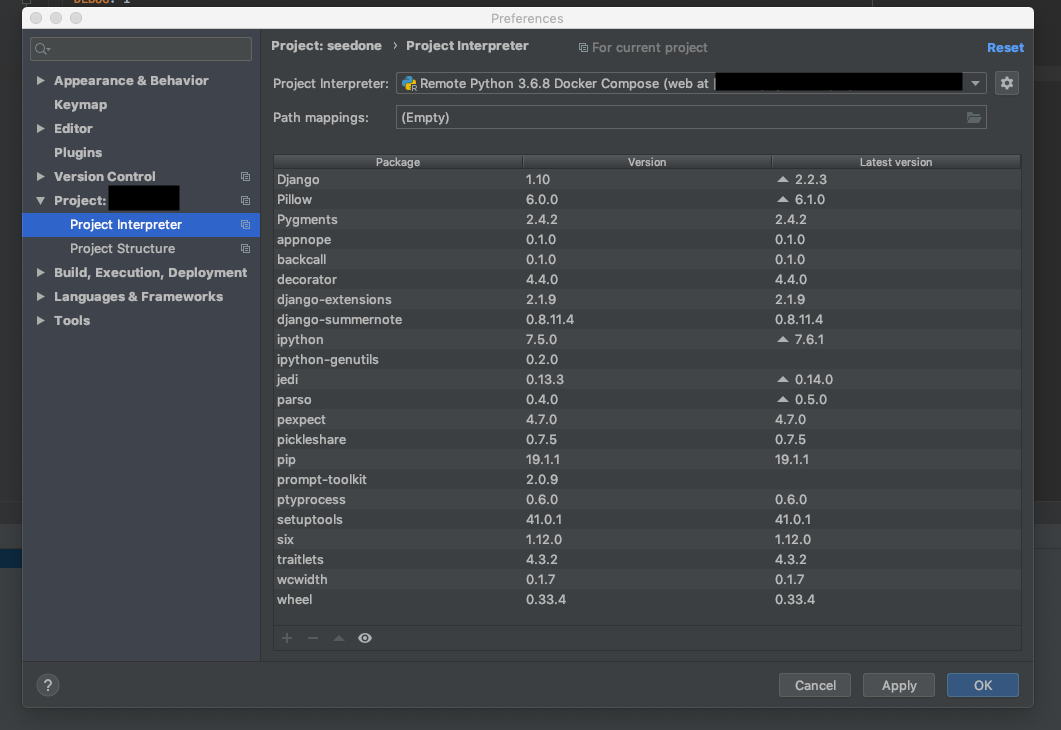 DEBUG: 1
Preferences
Project: seedone › Project Interpreter For current project Reset
Appearance & Behavior
Keymap
Editor
Plugins
Version Control
Project:
Project Interpreter
Project Structure
Build, Execution, Deployment
Languages & Frameworks
Tools
Project Interpreter: Remote Python 3.6.8 Docker Compose (web at
Path mappings: (Empty)
Package Version Latest version
Django 1.10 2.2.3
Pillow 6.0.0 6.1.0
Pygments 2.4.2 2.4.2
appnope 0.1.0 0.1.0
backcall 0.1.0 0.1.0
decorator 4.4.0 4.4.0
django-extensions 2.1.9 2.1.9
django-summernote 0.8.11.4 0.8.11.4
ipython 7.5.0 7.6.1
ipython-genutils 0.2.0
jedi 0.13.3 0.14.0
parso 0.4.0 0.5.0
pexpect 4.7.0 4.7.0
pickleshare 0.7.5 0.7.5
pip 19.1.1 19.1.1
prompt-toolkit 2.0.9
ptyprocess 0.6.0 0.6.0
setuptools 41.0.1 41.0.1
six 1.12.0 1.12.0
traitlets 4.3.2 4.3.2
wcwidth 0.1.7 0.1.7
wheel 0.33.4 0.33.4
? Cancel Apply OK